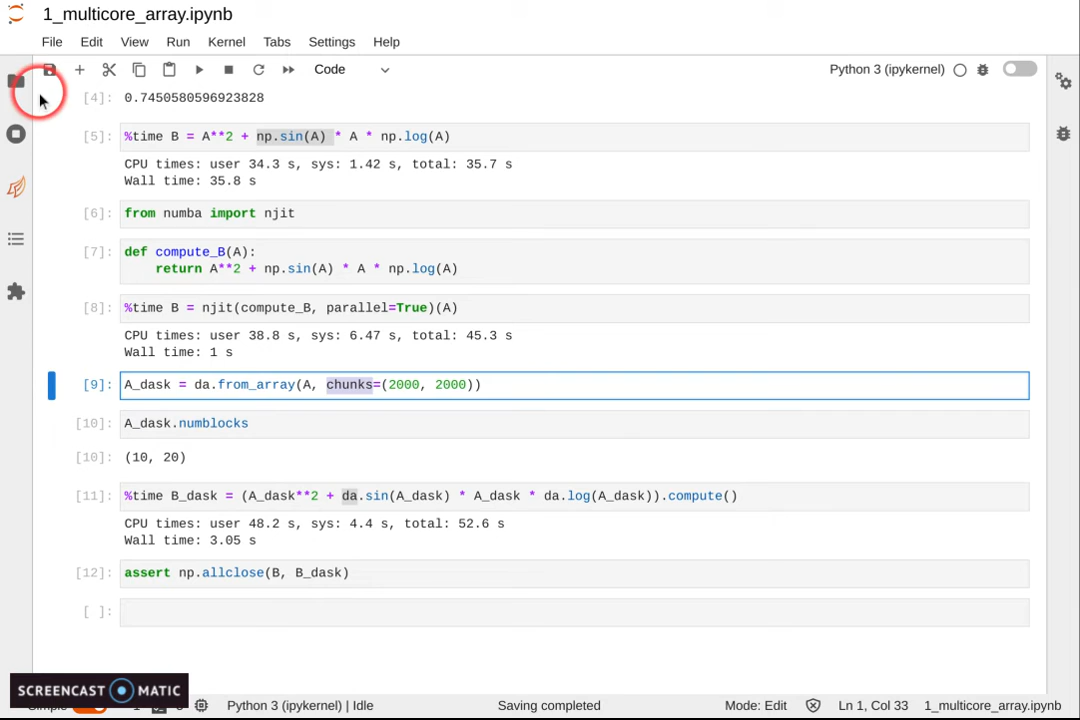 1_multicore_array.ipynb
File Edit View Run Kernel Tabs Settings Help
Code Python 3 (ipykernel)
[4]: 0.7450580596923828
[5]: %time B = A**2 + np.sin(A) * A * np.log(A)
CPU times: user 34.3 s, sys: 1.42 s, total: 35.7 s
Wall time: 35.8 s
[6]: from numba import njit
[7]: def compute_B(A):
return A**2 + np.sin(A) * A * np.log(A)
[8]: %time B = njit(compute_B, parallel=True)(A)
CPU times: user 38.8 s, sys: 6.47 s, total: 45.3 s
Wall time: 1 s
[9]: A_dask = da.from_array(A, chunks=(2000, 2000))
[10]: A_dask.numblocks
[10]: (10, 20)
[11]: %time B_dask = (A_dask**2 + da.sin(A_dask) * A_dask * da.log(A_dask)).compute()
CPU times: user 48.2 s, sys: 4.4 s, total: 52.6 s
Wall time: 3.05 s
[12]: assert np.allclose(B, B_dask)
[ ]:
SCREENCAST MATIC
Simple Python 3 (ipykernel) | Idle Saving completed Mode: Edit Ln 1, Col 33 1_multicore_array.ipynb